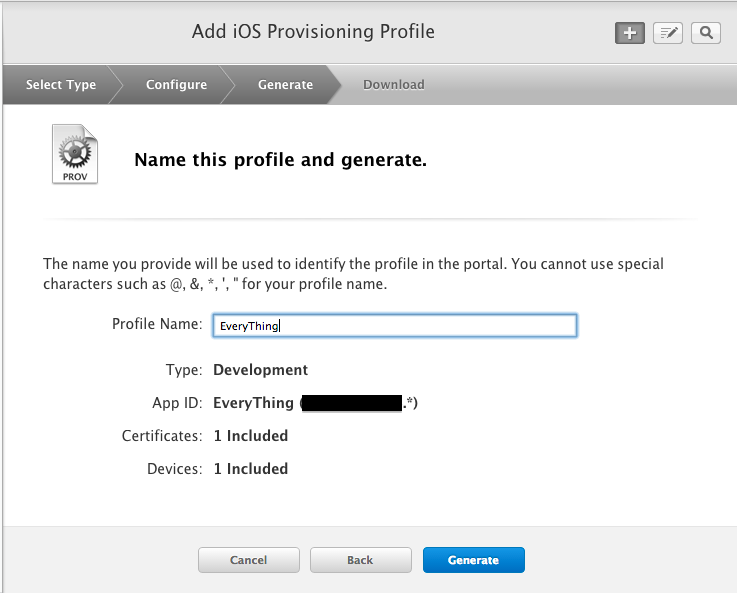 Add iOS Provisioning Profile
Select Type
Configure
Generate
Download
PROV
Name this profile and generate.
The name you provide will be used to identify the profile in the portal. You cannot use special
characters such as @, &, *, ', " for your profile name.
Profile Name: EveryThing
Type: Development
App ID: EveryThing ( .*)
Certificates: 1 Included
Devices: 1 Included
Cancel
Back
Generate